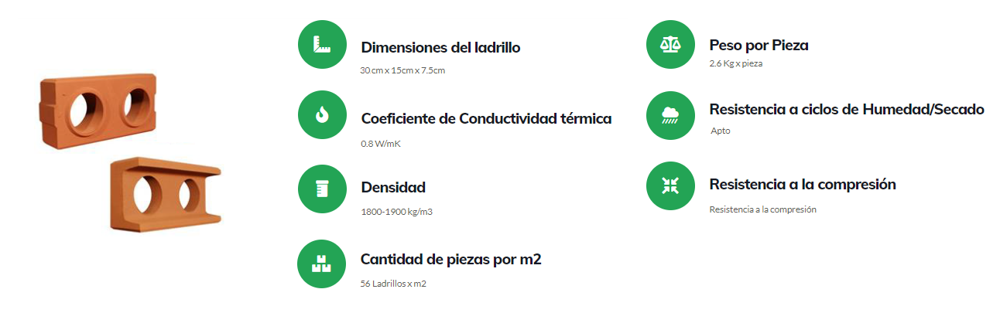 Dimensiones del ladrillo
30 cm x 15cm x 7.5cm
Coeficiente de Conductividad térmica
0.8 W/mK
Densidad
1800-1900 kg/m3
Cantidad de piezas por m2
56 Ladrillos x m2
Peso por Pieza
2.6 Kg x pieza
Resistencia a ciclos de Humedad/Secado
Apto
Resistencia a la compresión
Resistencia a la compresión